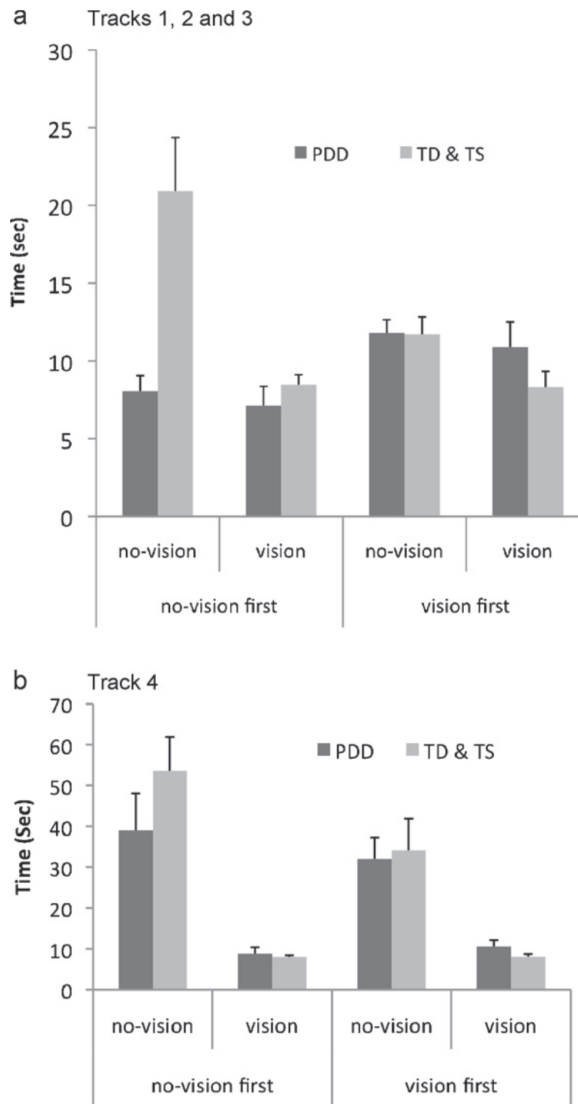 a Tracks 1, 2 and 3
30
25
PDD TD & TS
20
15
10
5
0
Time (sec)
no-vision vision no-vision vision
no-vision first vision first
b Track 4
70
60
PDD TD & TS
50
40
30
20
10
0
Time (Sec)
no-vision vision no-vision vision
no-vision first vision first